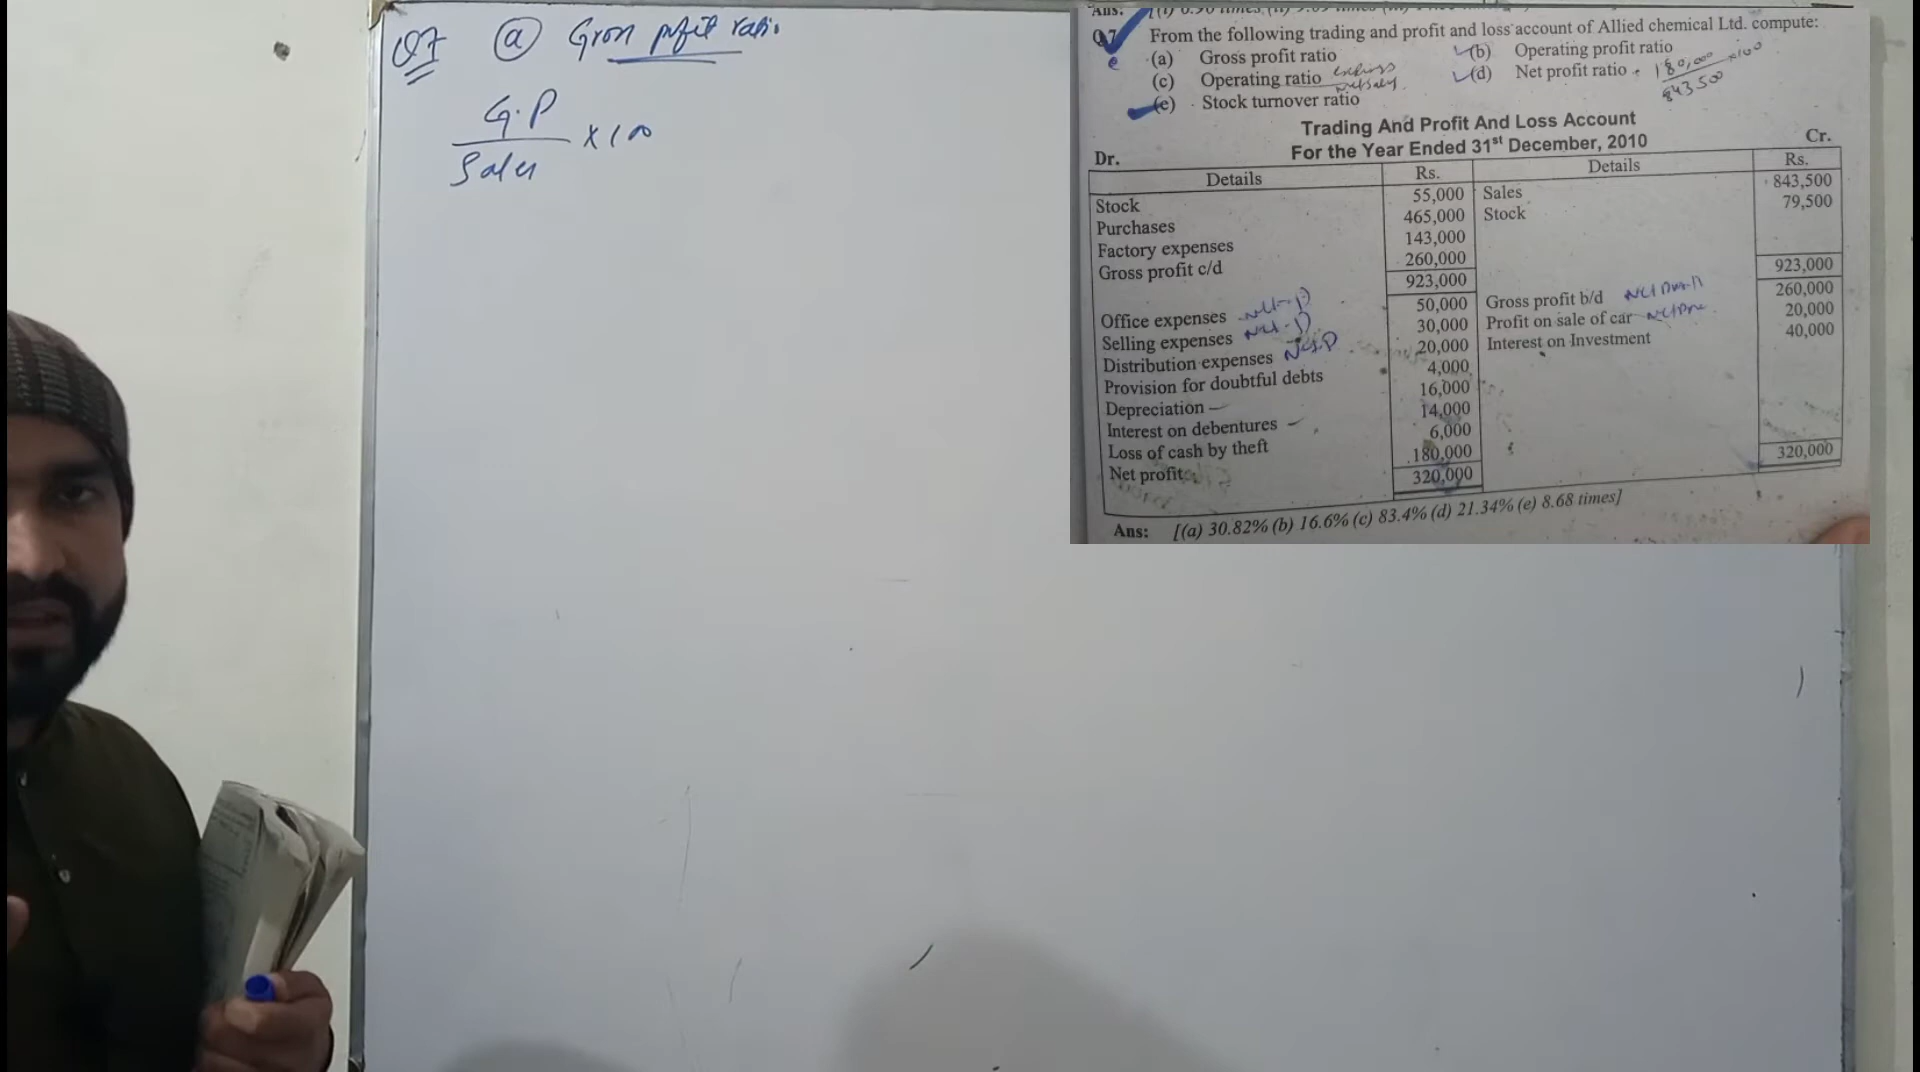 Q7 (a) Gross profit ratio
G.P
Sales
× 100
Ans:
Q7 From the following trading and profit and loss account of Allied chemical Ltd. compute:
(a) Gross profit ratio (b) Operating profit ratio
(c) Operating ratio (d) Net profit ratio 180,000 ×100
843500
(e) Stock turnover ratio
Trading And Profit And Loss Account
For the Year Ended 31st December, 2010
Dr. Cr.
Details Rs. Details Rs.
Stock 55,000 Sales 843,500
Purchases 465,000 Stock 79,500
Factory expenses 143,000
Gross profit c/d 260,000
923,000 923,000
Office expenses 50,000 Gross profit b/d 260,000
Selling expenses 30,000 Profit on sale of car 20,000
Distribution expenses 20,000 Interest on Investment 40,000
Provision for doubtful debts 4,000
Depreciation 16,000
Interest on debentures 14,000
Loss of cash by theft 6,000
Net profit 180,000
320,000 320,000
Ans: [(a) 30.82% (b) 16.6% (c) 83.4% (d) 21.34% (e) 8.68 times]